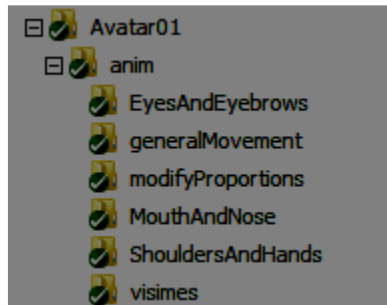 Avatar01
anim
EyesAndEyebrows
generalMovement
modifyProportions
MouthAndNose
ShouldersAndHands
visimes